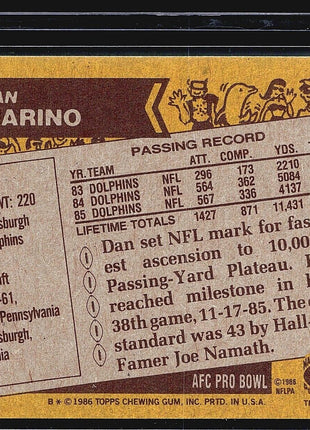 AN
ARINO
WT: 220
PASSING RECORD
YR. TEAM ATT. COMP. YDS.
83 DOLPHINS NFL 296 173 2210
84 DOLPHINS NFL 564 362 5084
85 DOLPHINS NFL 567 336 4137
LIFETIME TOTALS 1427 871 11,431
sburgh
olphins
aft
-61,
Pennsylvania
sburgh,
nia
Dan set NFL mark for fas
est ascension to 10,00
Passing-Yard Plateau.
reached milestone in h
38th game, 11-17-85. The
standard was 43 by Hall-
Famer Joe Namath.
AFC PRO BOWL
© 1986
NFLPA
B * © 1986 TOPPS CHEWING GUM, INC. PRTD. IN U.S.A.